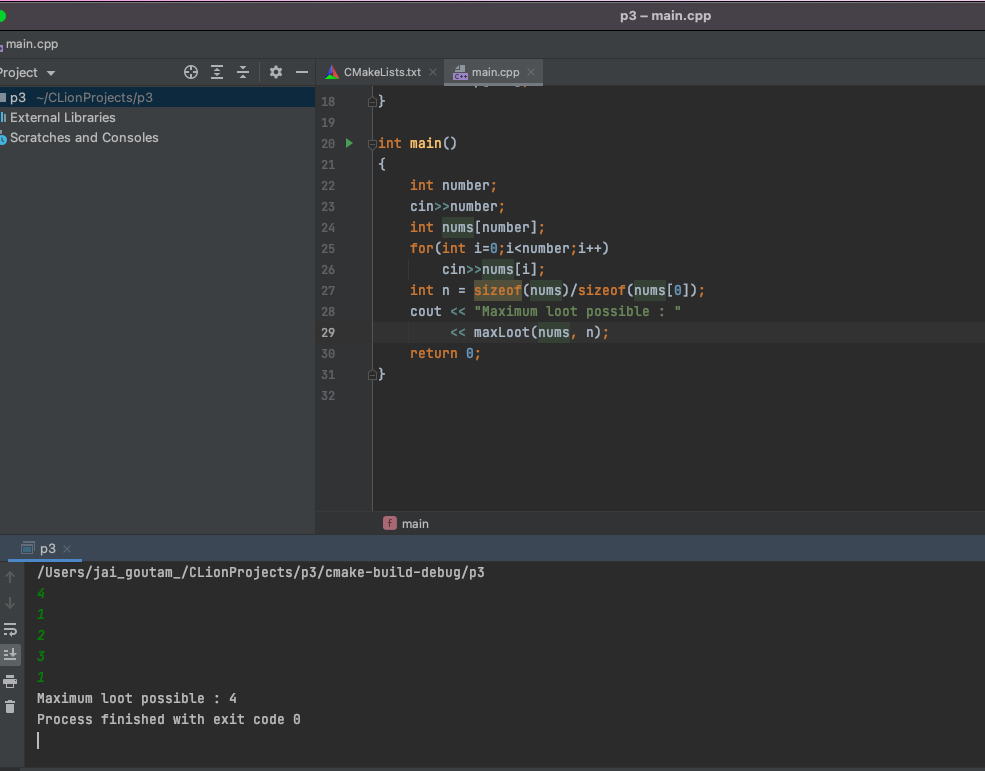 p3 – main.cpp
main.cpp
Project
CMakeLists.txt
main.cpp
p3 ~/CLionProjects/p3
External Libraries
Scratches and Consoles
18 }
19
20 int main()
21 {
22 int number;
23 cin>>number;
24 int nums[number];
25 for(int i=0;i<number;i++)
26 cin>>nums[i];
27 int n = sizeof(nums)/sizeof(nums[0]);
28 cout << "Maximum loot possible : "
29 << maxLoot(nums, n);
30 return 0;
31 }
32
f main
p3
/Users/jai_goutam_/CLionProjects/p3/cmake-build-debug/p3
4
1
2
3
1
Maximum loot possible : 4
Process finished with exit code 0